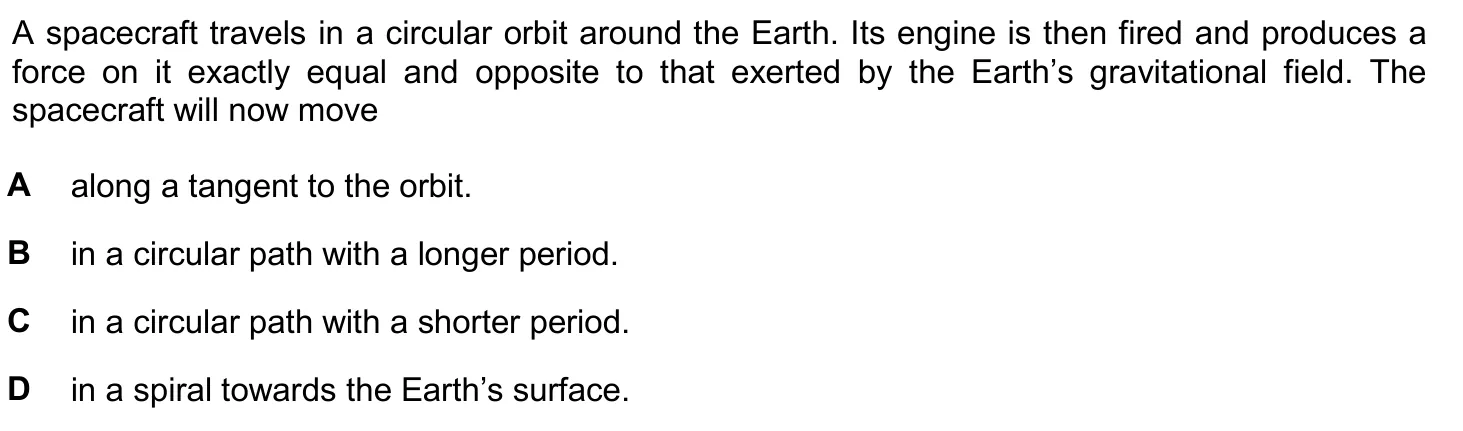 A spacecraft travels in a circular orbit around the Earth. Its engine is then fired and produces a
force on it exactly equal and opposite to that exerted by the Earth's gravitational field. The
spacecraft will now move
A along a tangent to the orbit.
B in a circular path with a longer period.
C in a circular path with a shorter period.
D in a spiral towards the Earth's surface.